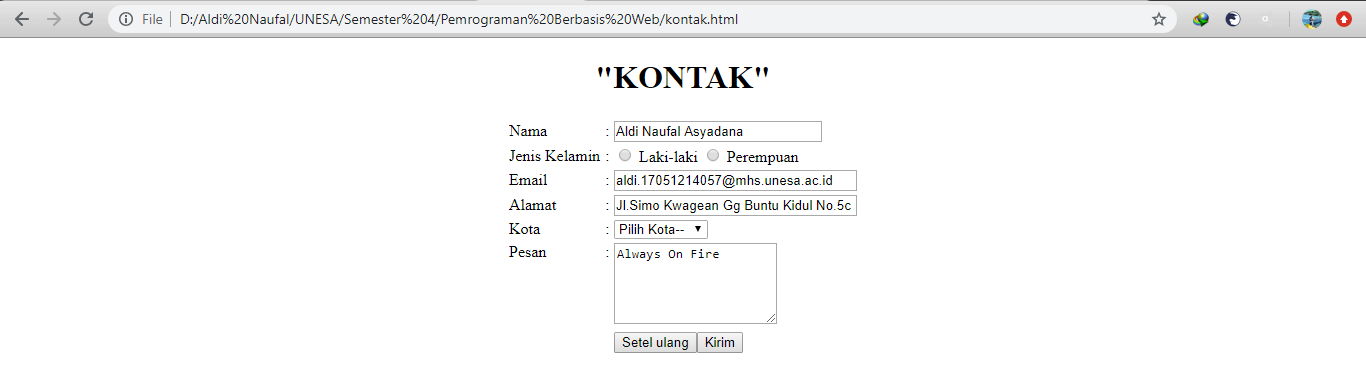 File | D:/Aldi%20Naufal/UNESA/Semester%204/Pemrograman%20Berbasis%20Web/kontak.html
"KONTAK"
Nama : Aldi Naufal Asyadana
Jenis Kelamin : Laki-laki Perempuan
Email : aldi.17051214057@mhs.unesa.ac.id
Alamat : Jl.Simo Kwagean Gg Buntu Kidul No.5c
Kota : Pilih Kota--
Pesan : Always On Fire
Setel ulang Kirim